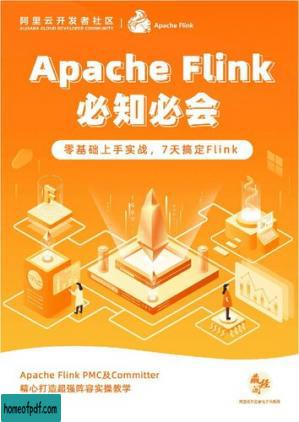 阿里云开发者社区
ALIBABA CLOUD DEVELOPER COMMUNITY
Apache Flink
Apache Flink
必知必会
零基础上手实战，7天搞定Flink
Apache Flink PMC及Committer
精心打造超强阵容实操教学
藏经阁
homeofpdf.com